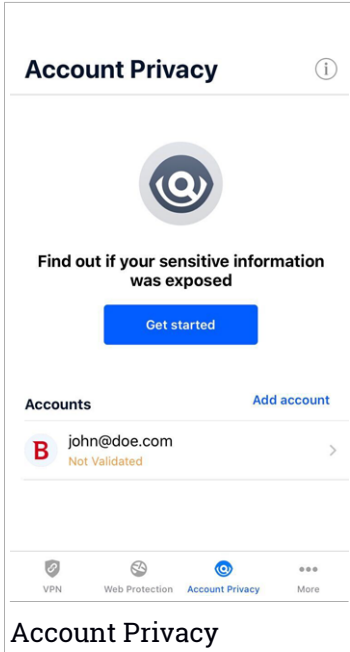 Account Privacy
i
Find out if your sensitive information
was exposed
Get started
Accounts
Add account
B
john@doe.com
Not Validated
VPN
Web Protection
Account Privacy
More
Account Privacy